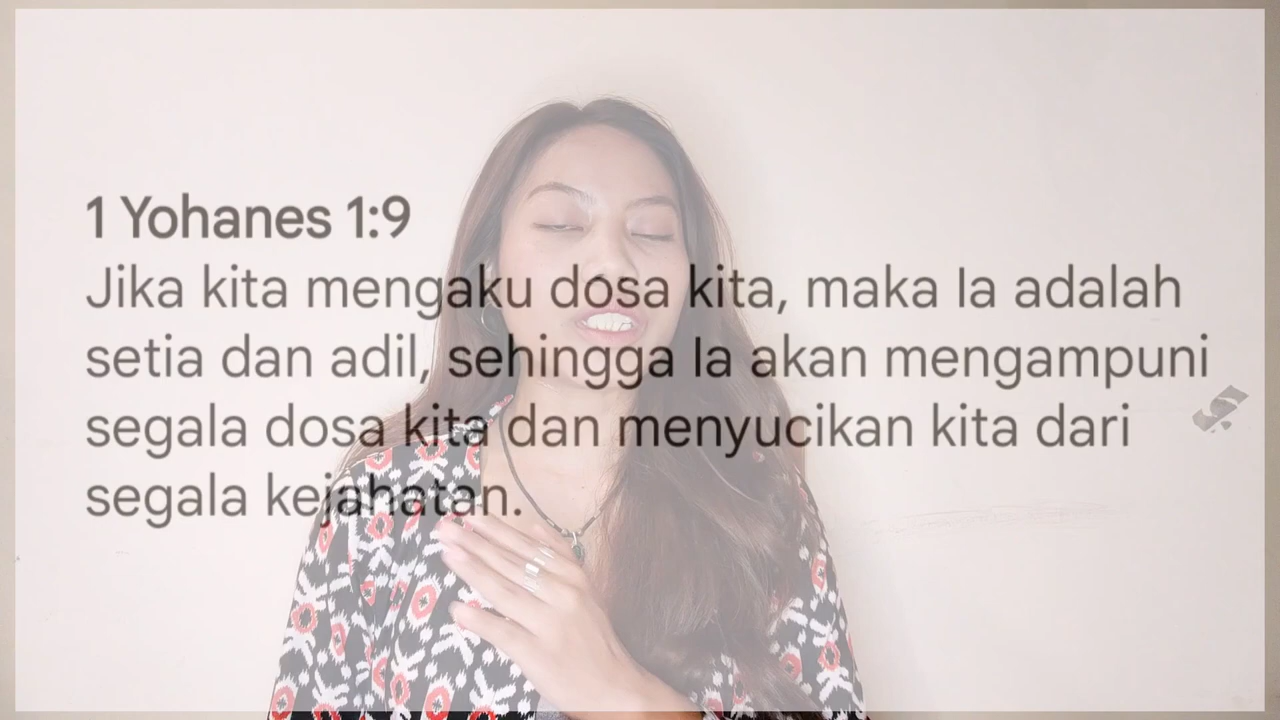 1 Yohanes 1:9
Jika kita mengaku dosa kita, maka Ia adalah
setia dan adil, sehingga Ia akan mengampuni
segala dosa kita dan menyucikan kita dari
segala kejahatan.